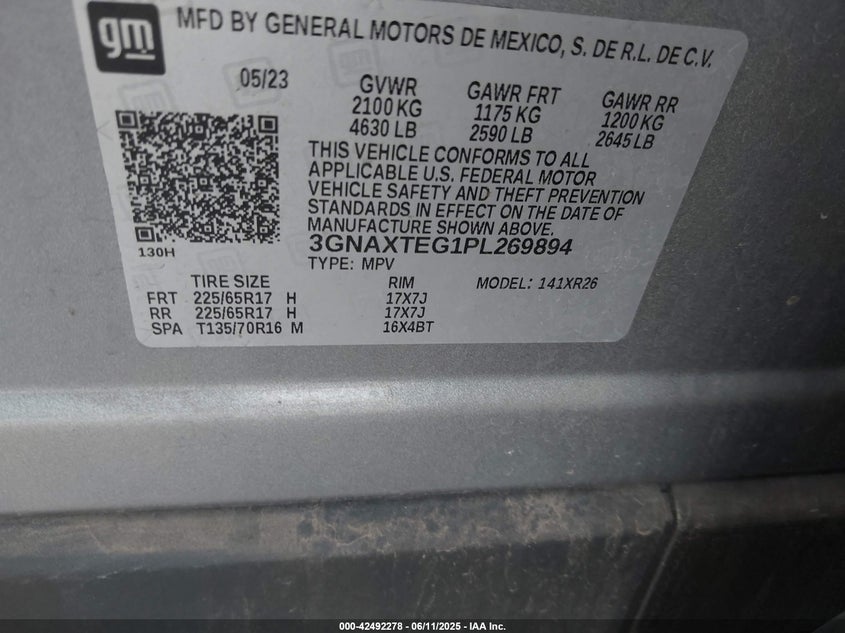 gm
MFD BY GENERAL MOTORS DE MEXICO, S. DE R.L. DE C.V.
05/23 GVWR GAWR FRT GAWR RR
2100 KG 1175 KG 1200 KG
4630 LB 2590 LB 2645 LB
THIS VEHICLE CONFORMS TO ALL
APPLICABLE U.S. FEDERAL MOTOR
VEHICLE SAFETY AND THEFT PREVENTION
STANDARDS IN EFFECT ON THE DATE OF
MANUFACTURE SHOWN ABOVE.
130H 3GNAXTEG1PL269894
TYPE: MPV
TIRE SIZE RIM MODEL: 141XR26
FRT 225/65R17 H 17X7J
RR 225/65R17 H 17X7J
SPA T135/70R16 M 16X4BT
000-42492278 - 06/11/2025 - IAA Inc.